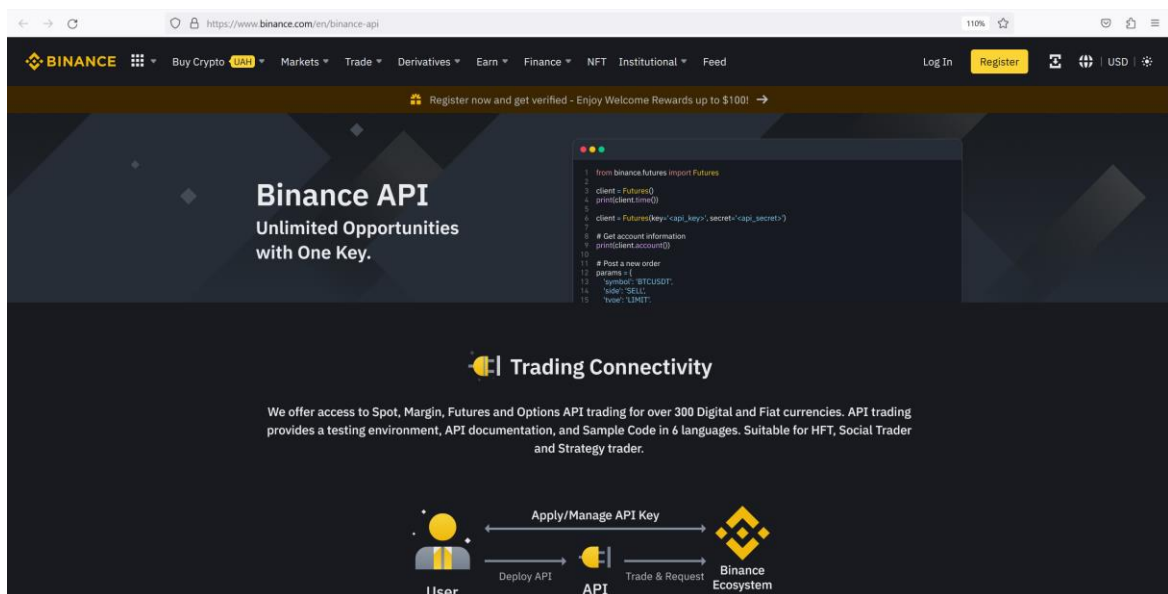 https://www.binance.com/en/binance-api
110%
BINANCE Buy Crypto UAH Markets Trade Derivatives Earn Finance NFT Institutional Feed Log In Register USD
Register now and get verified - Enjoy Welcome Rewards up to $100! →
Binance API
Unlimited Opportunities
with One Key.
1 from binance.futures import Futures
2
3 client = Futures()
4 print(client.time())
5
6 client = Futures(key='<api_key>', secret='<api_secret>')
7
8 # Get account information
9 print(client.account())
10
11 # Post a new order
12 params = {
13 'symbol': 'BTCUSDT',
14 'side': 'SELL',
15 'type': 'LIMIT',
Trading Connectivity
We offer access to Spot, Margin, Futures and Options API trading for over 300 Digital and Fiat currencies. API trading
provides a testing environment, API documentation, and Sample Code in 6 languages. Suitable for HFT, Social Trader
and Strategy trader.
Apply/Manage API Key
Deploy API
Trade & Request
User
API
Binance
Ecosystem